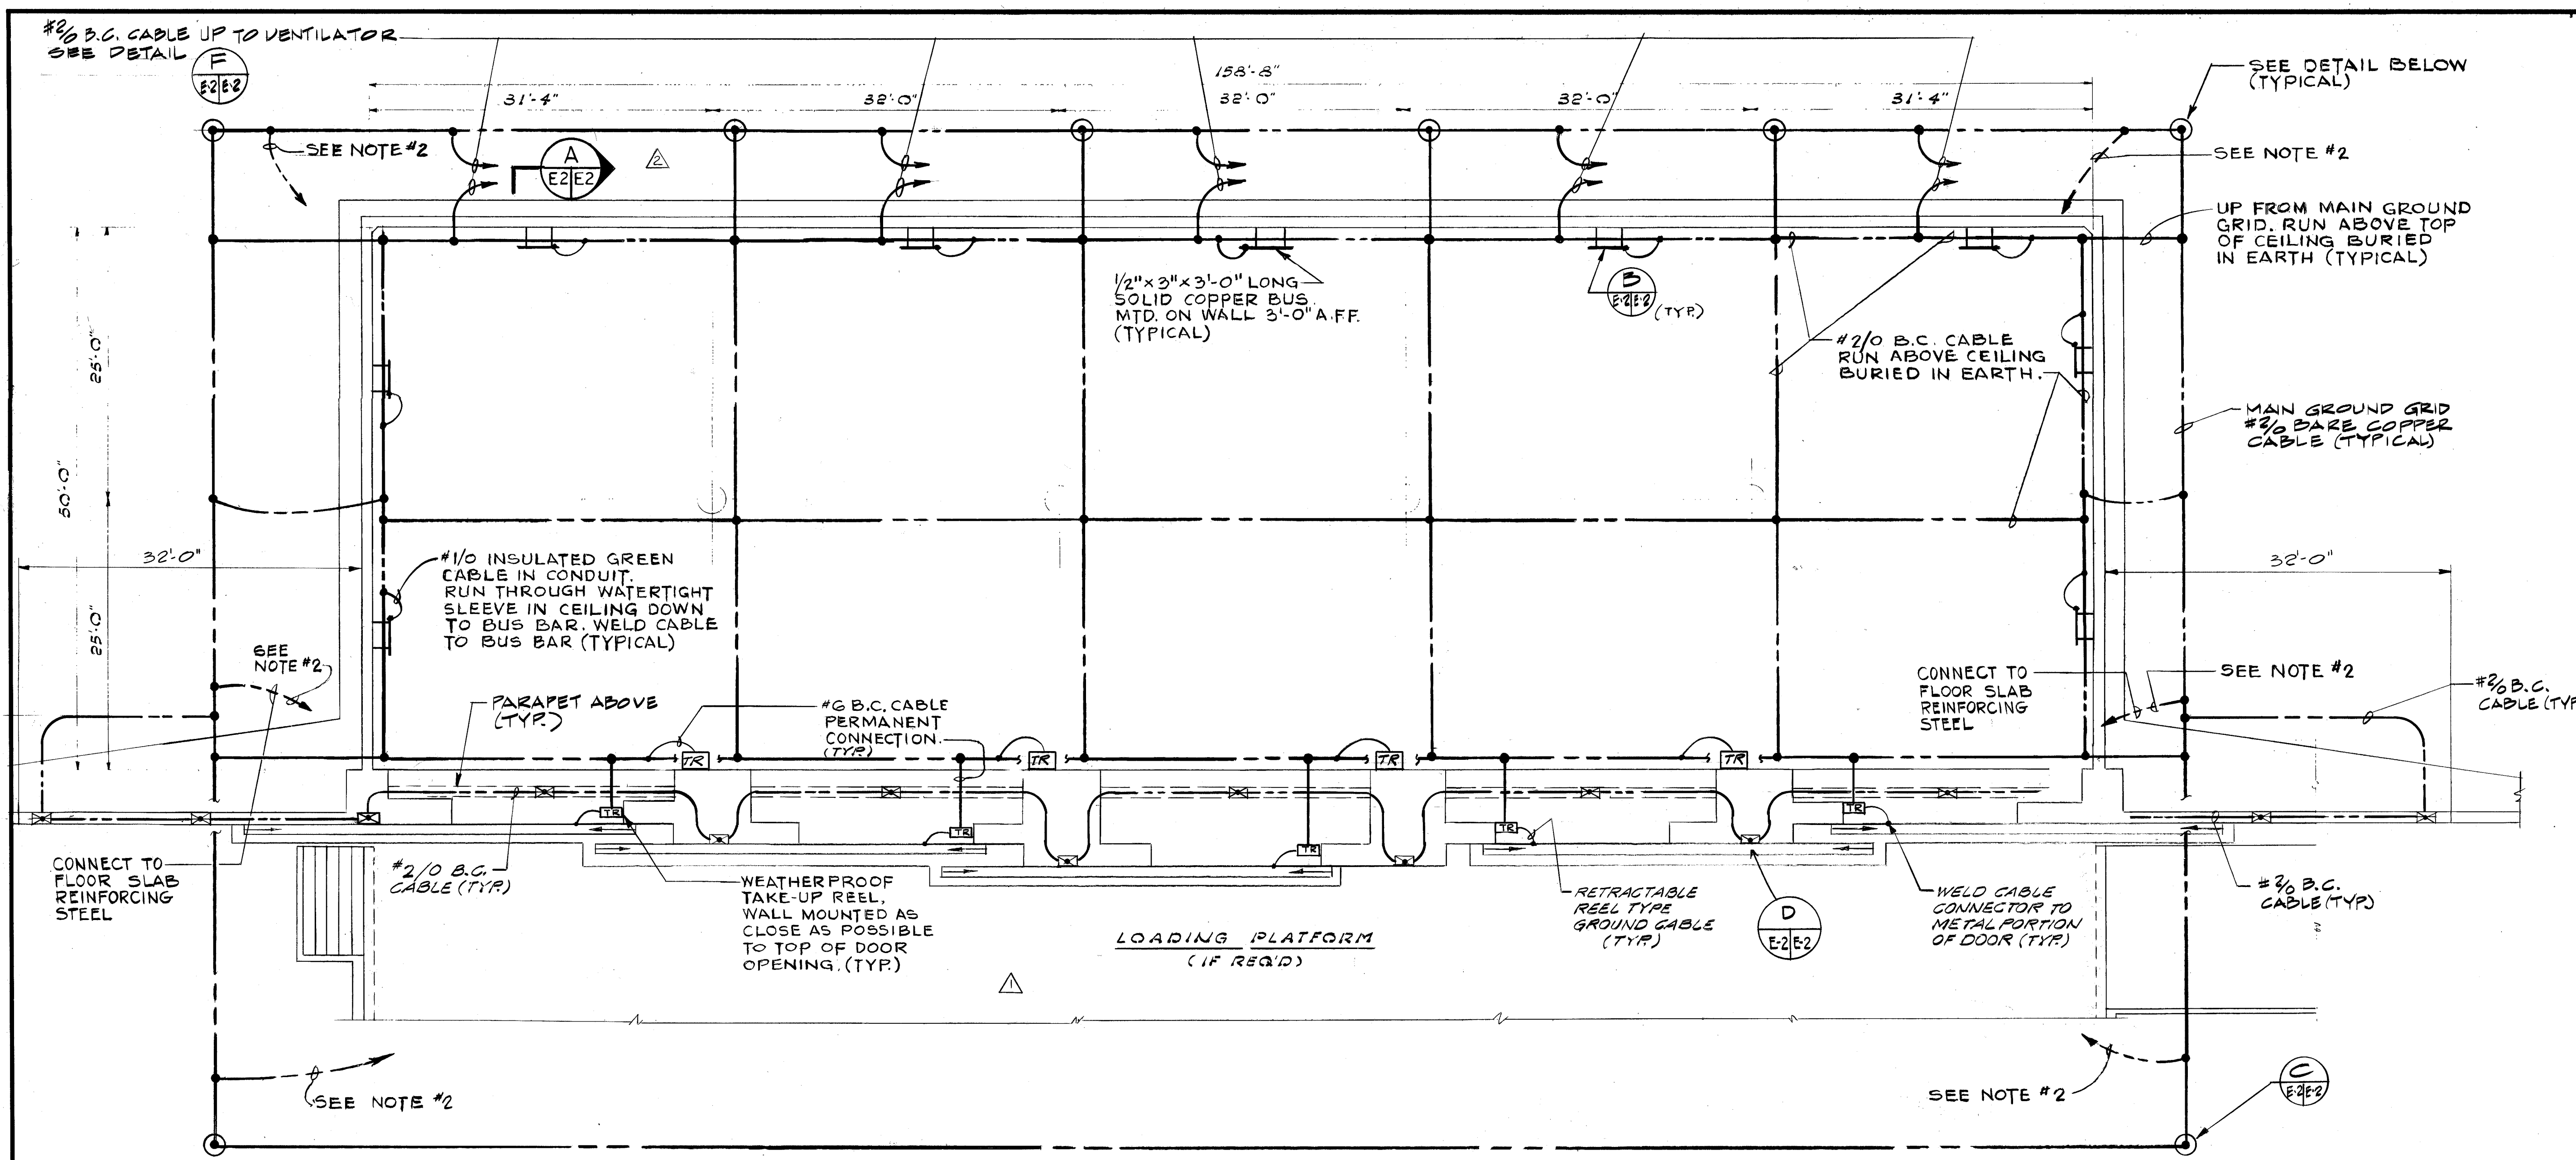 #2/0 B.C. CABLE UP TO VENTILATOR
SEE DETAIL
F
E-2 E-2
158'-8"
31'-4"
32'-0"
32'-0"
32'-0"
31'-4"
SEE DETAIL BELOW
(TYPICAL)
SEE NOTE #2
A
E2 E2
2
SEE NOTE #2
UP FROM MAIN GROUND
GRID. RUN ABOVE TOP
OF CEILING BURIED
IN EARTH (TYPICAL)
1/2" x 3" x 3'-0" LONG
SOLID COPPER BUS.
MTD. ON WALL 3'-0" A.F.F.
(TYPICAL)
B
E-2 E-2
(TYP.)
#2/0 B.C. CABLE
RUN ABOVE CEILING
BURIED IN EARTH.
MAIN GROUND GRID
#2/0 BARE COPPER
CABLE (TYPICAL)
25'-0"
50'-0"
25'-0"
32'-0"
32'-0"
#1/0 INSULATED GREEN
CABLE IN CONDUIT.
RUN THROUGH WATERTIGHT
SLEEVE IN CEILING DOWN
TO BUS BAR. WELD CABLE
TO BUS BAR (TYPICAL)
SEE
NOTE #2
PARAPET ABOVE
(TYP.)
#6 B.C. CABLE
PERMANENT
CONNECTION.
(TYP.)
CONNECT TO
FLOOR SLAB
REINFORCING
STEEL
SEE NOTE #2
#2/0 B.C.
CABLE (TYP
TR
TR
TR
TR
TR
TR
TR
TR
TR
CONNECT TO
FLOOR SLAB
REINFORCING
STEEL
#2/0 B.C.
CABLE (TYP.)
WEATHERPROOF
TAKE-UP REEL,
WALL MOUNTED AS
CLOSE AS POSSIBLE
TO TOP OF DOOR
OPENING. (TYP.)
LOADING PLATFORM
(IF REQ'D)
1
RETRACTABLE
REEL TYPE
GROUND CABLE
(TYP.)
D
E-2 E-2
WELD CABLE
CONNECTOR TO
METAL PORTION
OF DOOR (TYP.)
#2/0 B.C.
CABLE (TYP)
SEE NOTE #2
SEE NOTE #2
C
E-2 E-2